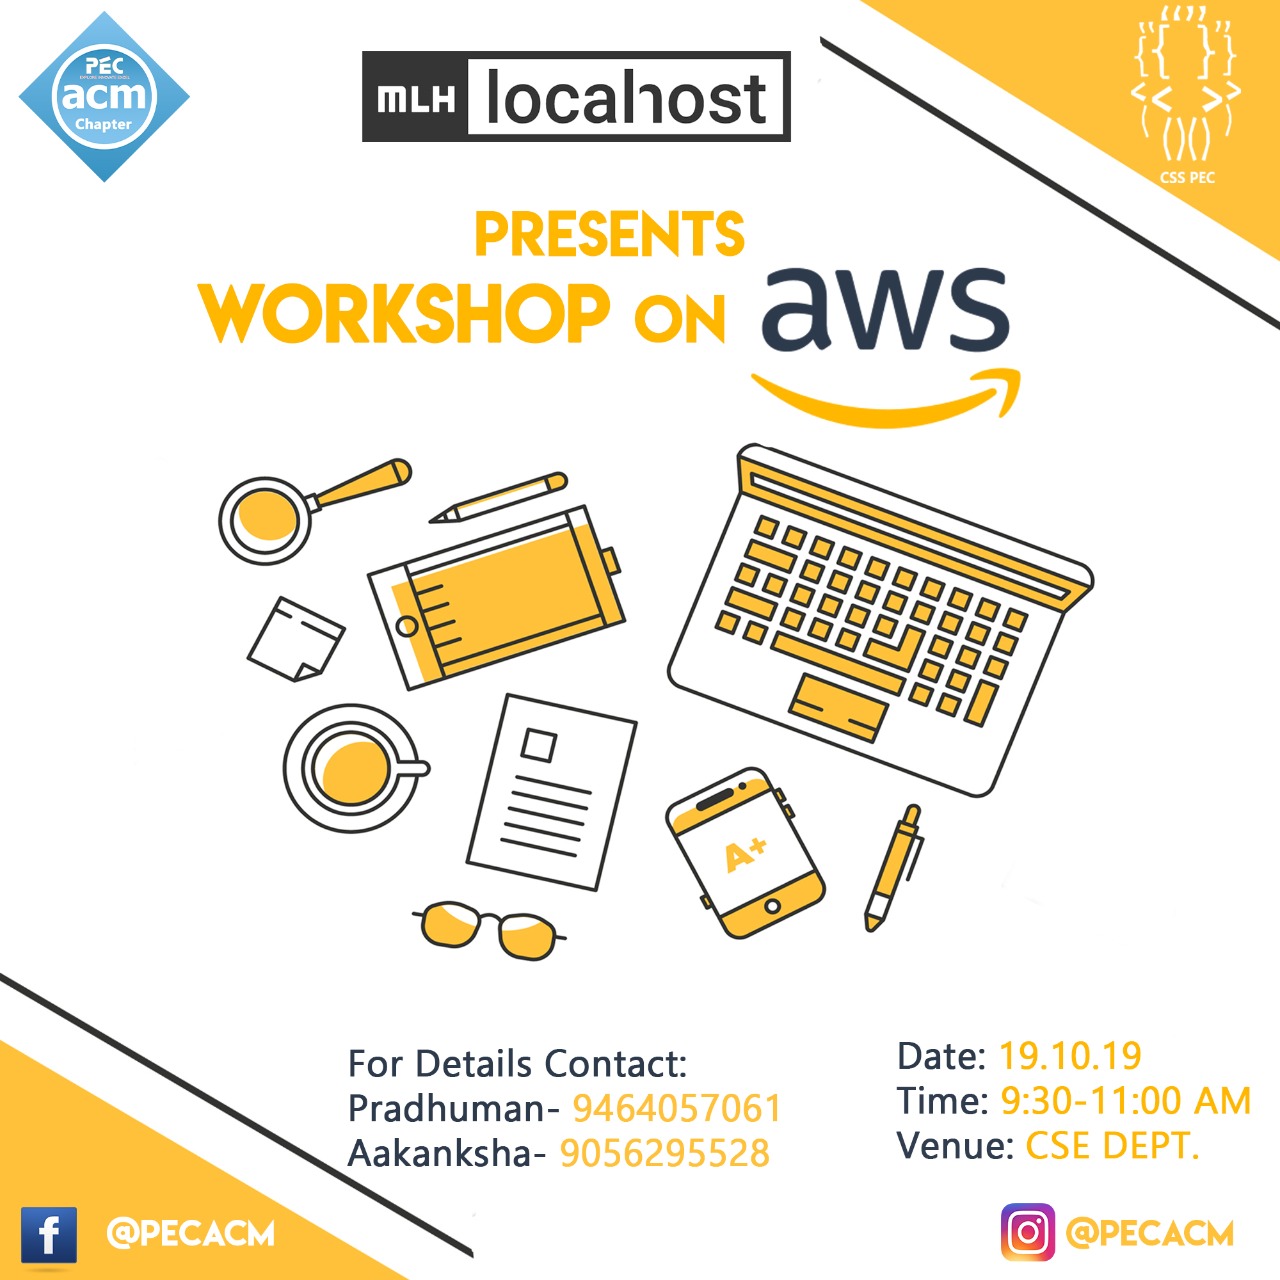 PEC
acm
Chapter
MLH localhost
CSS PEC
PRESENTS
WORKSHOP ON aws
A+
For Details Contact:
Pradhuman- 9464057061
Aakanksha- 9056295528
Date: 19.10.19
Time: 9:30-11:00 AM
Venue: CSE DEPT.
f @PECACM
@PECACM